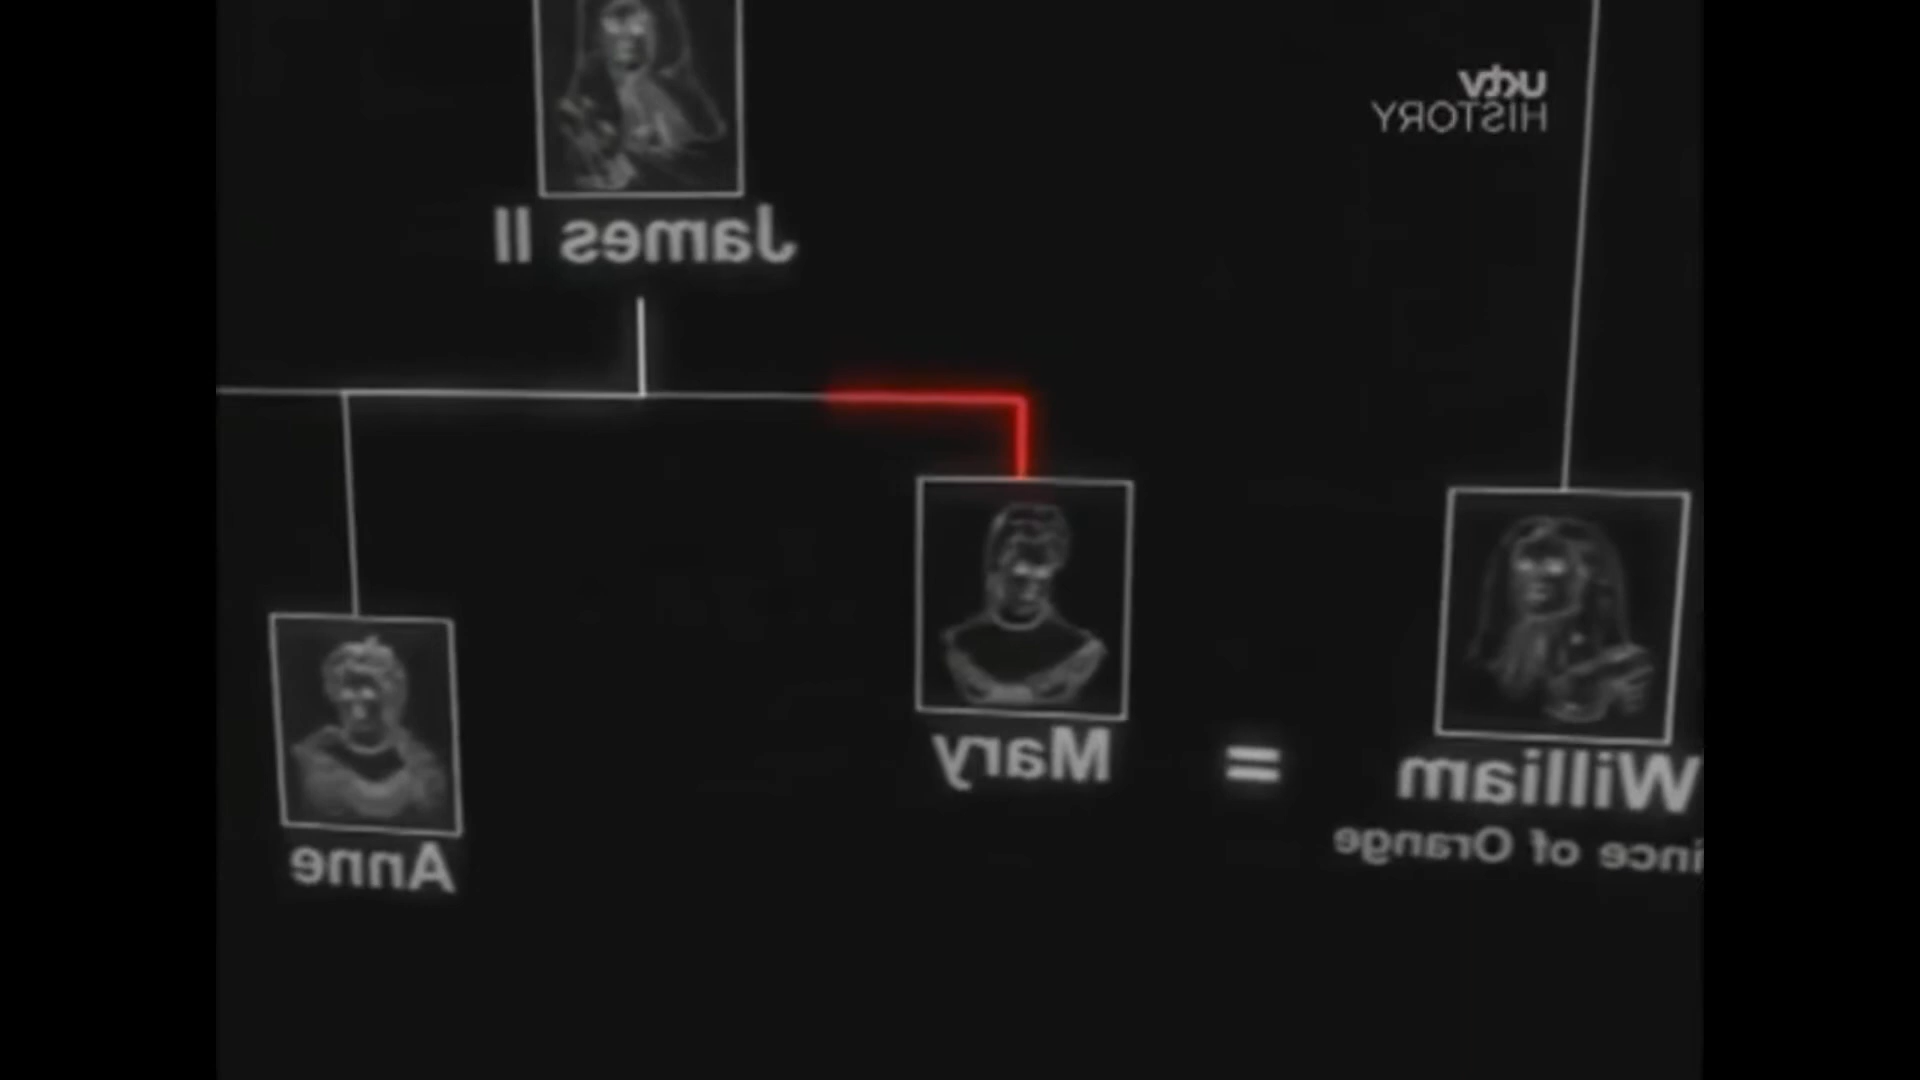 uktv
HISTORY
James II
Mary
=
William
ince of Orange
Anne